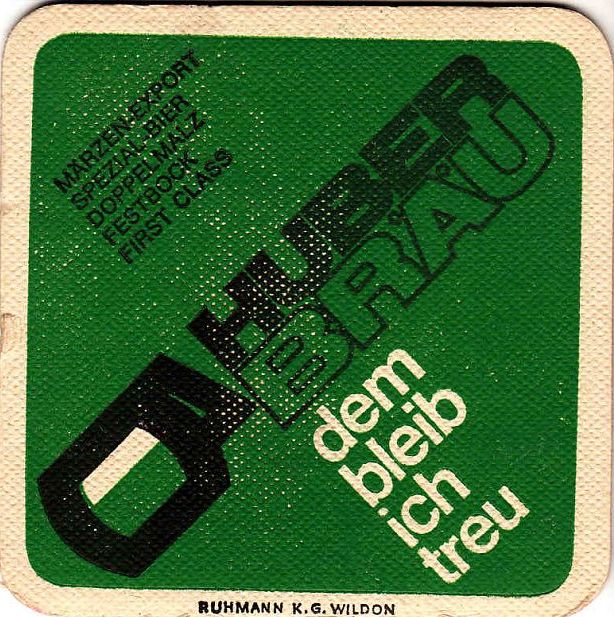 MÄRZEN-EXPORT
SPEZIAL-BIER
DOPPELMALZ
FESTBOCK
FIRST CLASS
HUBER
BRÄU
dem
bleib
ich
treu
RUHMANN K.G. WILDON